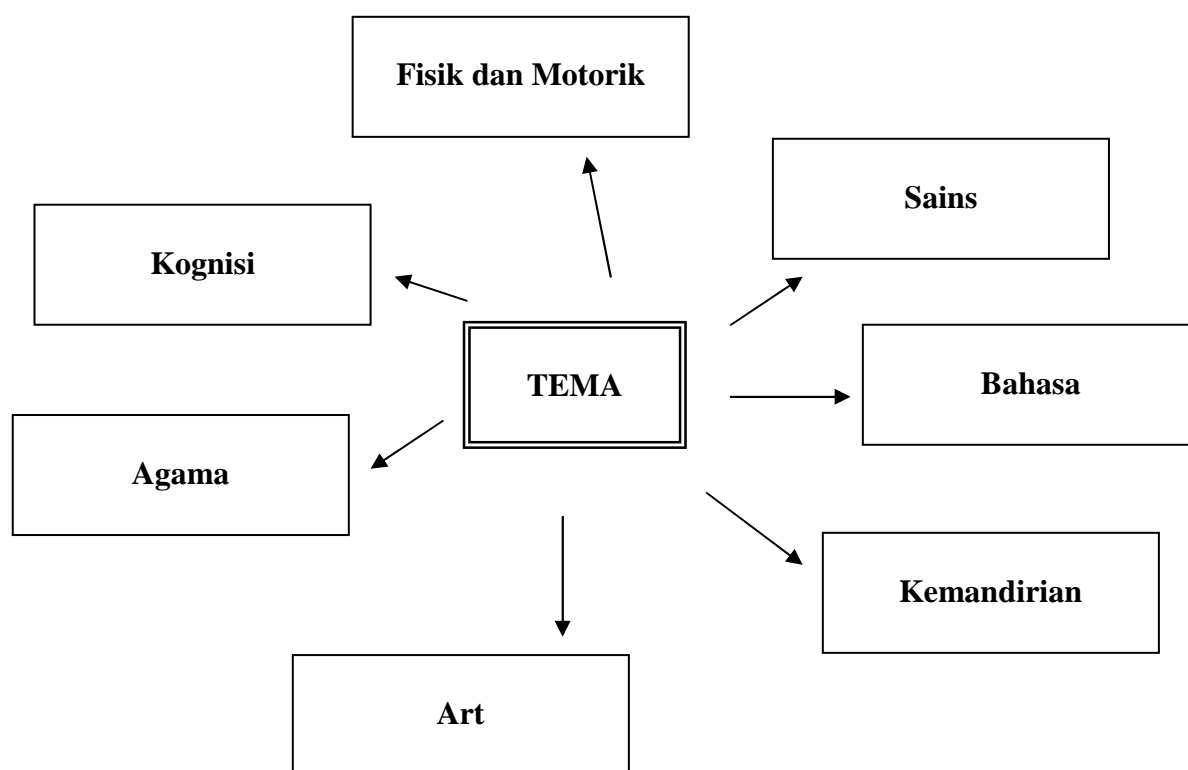 Fisik dan Motorik
Sains
Kognisi
TEMA
Bahasa
Agama
Kemandirian
Art